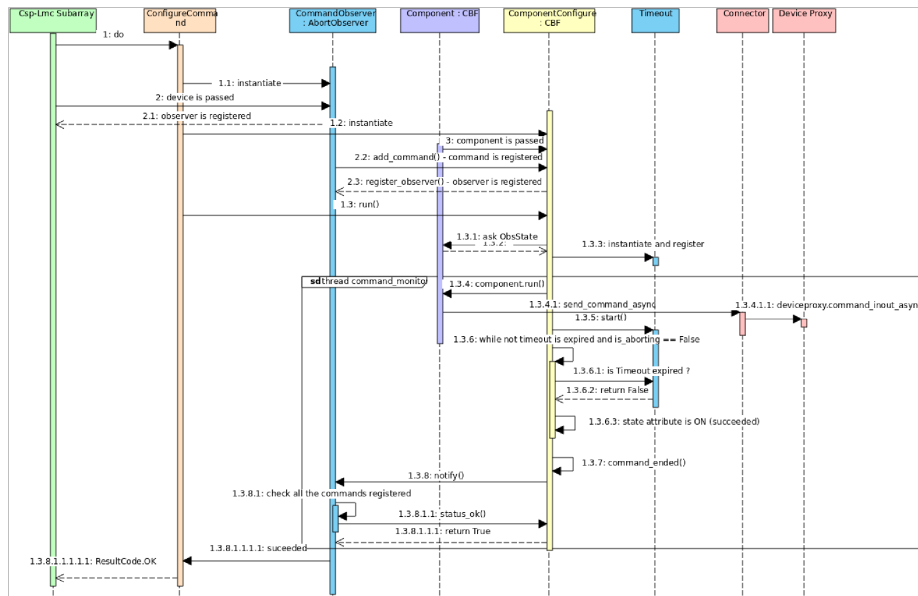 Csp-Lmc Subarray
ConfigureComma
nd
CommandObserver
: AbortObserver
Component : CBF
ComponentConfigure
: CBF
Timeout
Connector
Device Proxy
1: do
1.1: instantiate
2: device is passed
2.1: observer is registered
1.2: instantiate
3: component is passed
2.2: add_command() - command is registered
2.3: register_observer() - observer is registered
1.3: run()
1.3.1: ask ObsState
1.3.2:
1.3.3: instantiate and register
sd thread command_monitor
1.3.4: component.run()
1.3.4.1: send_command_async
1.3.4.1.1: deviceproxy.command_inout_asyn
1.3.5: start()
1.3.6: while not timeout is expired and is_aborting == False
1.3.6.1: is Timeout expired ?
1.3.6.2: return False
1.3.6.3: state attribute is ON (succeeded)
1.3.7: command_ended()
1.3.8: notify()
1.3.8.1: check all the commands registered
1.3.8.1.1: status_ok()
1.3.8.1.1.1: return True
1.3.8.1.1.1.1: suceeded
1.3.8.1.1.1.1.1: ResultCode.OK